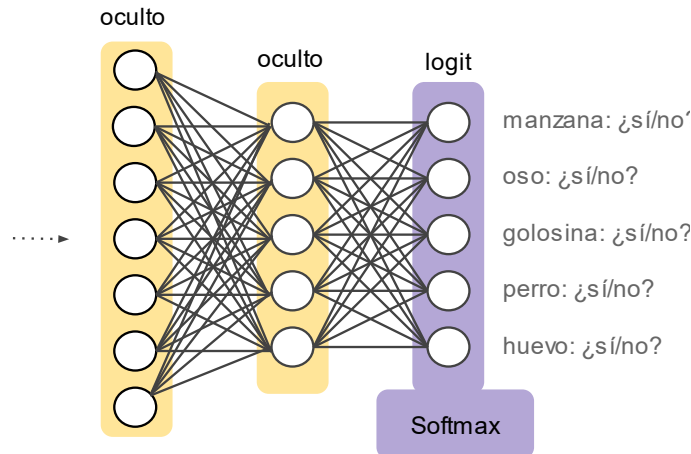 oculto
oculto
logit
manzana: ¿sí/no?
oso: ¿sí/no?
golosina: ¿sí/no?
perro: ¿sí/no?
huevo: ¿sí/no?
Softmax